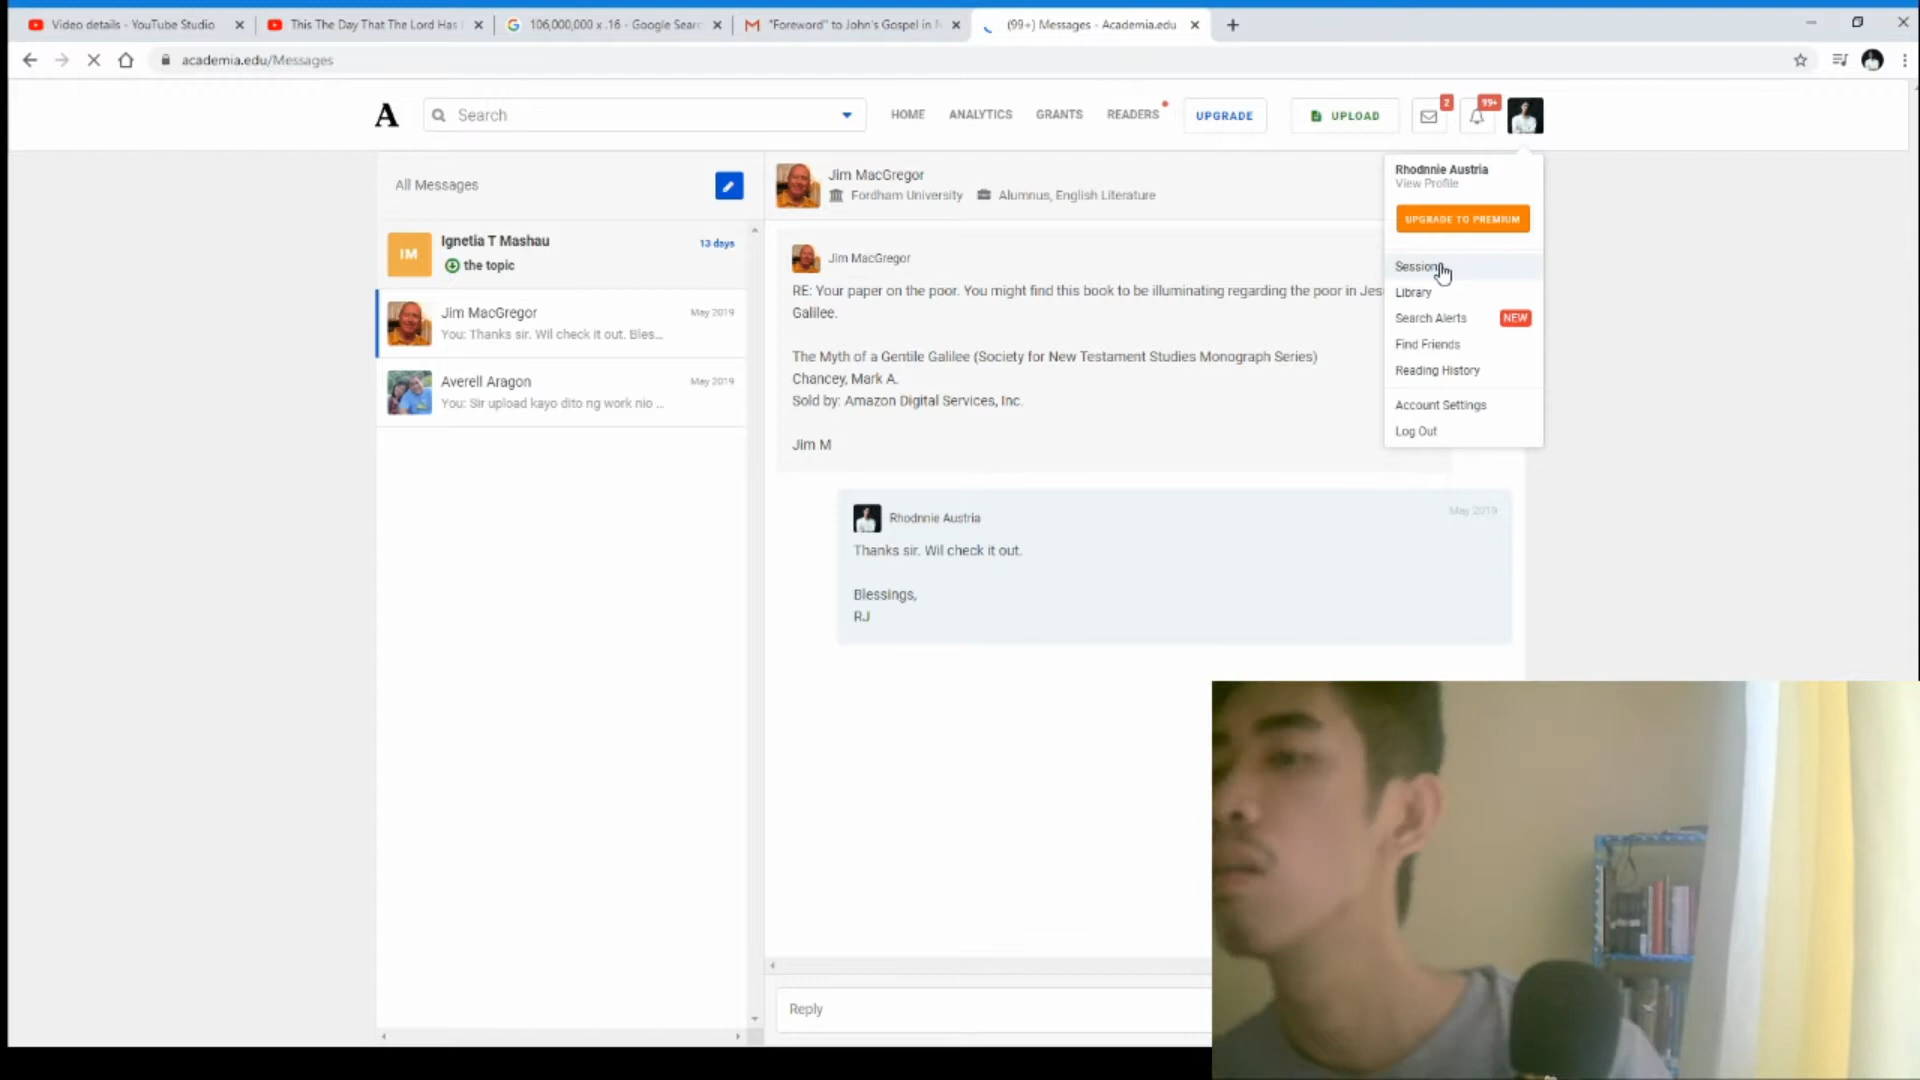 Video details - YouTube Studio
This The Day That The Lord Has
106,000,000 x .16 - Google Searc
"Foreword" to John's Gospel in N
(99+) Messages - Academia.edu
academia.edu/Messages
A
Search
HOME
ANALYTICS
GRANTS
READERS
UPGRADE
UPLOAD
2
99+
All Messages
IM
Ignetia T Mashau
13 days
the topic
Jim MacGregor
May 2019
You: Thanks sir. Wil check it out. Bles...
Averell Aragon
May 2019
You: Sir upload kayo dito ng work nio ...
Jim MacGregor
Fordham University
Alumnus, English Literature
Jim MacGregor
RE: Your paper on the poor. You might find this book to be illuminating regarding the poor in Jes
Galilee.
The Myth of a Gentile Galilee (Society for New Testament Studies Monograph Series)
Chancey, Mark A.
Sold by: Amazon Digital Services, Inc.
Jim M
Rhodnnie Austria
May 2019
Thanks sir. Wil check it out.
Blessings,
RJ
Reply
Rhodnnie Austria
View Profile
UPGRADE TO PREMIUM
Session
Library
Search Alerts
NEW
Find Friends
Reading History
Account Settings
Log Out